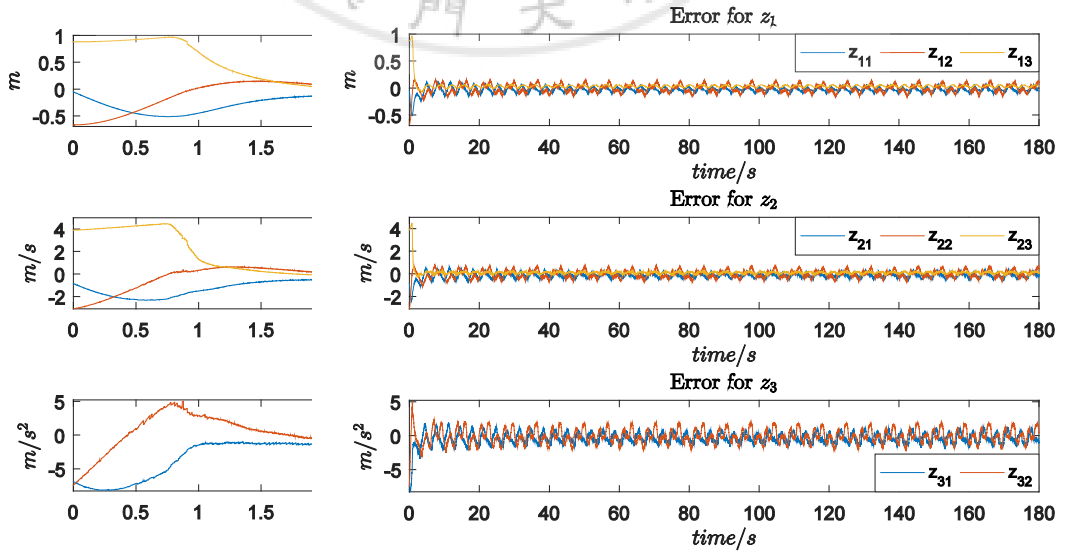 門 大
Error for z₁
m
1
0.5
0
-0.5
0 0.5 1 1.5
m
1
0.5
0
-0.5
z₁₁ z₁₂ z₁₃
0 20 40 60 80 100 120 140 160 180
time/s
Error for z₂
m/s
4
2
0
-2
0 0.5 1 1.5
m/s
4
2
0
-2
z₂₁ z₂₂ z₂₃
0 20 40 60 80 100 120 140 160 180
time/s
Error for z₃
m/s²
5
0
-5
0 0.5 1 1.5
m/s²
5
0
-5
z₃₁ z₃₂
0 20 40 60 80 100 120 140 160 180
time/s